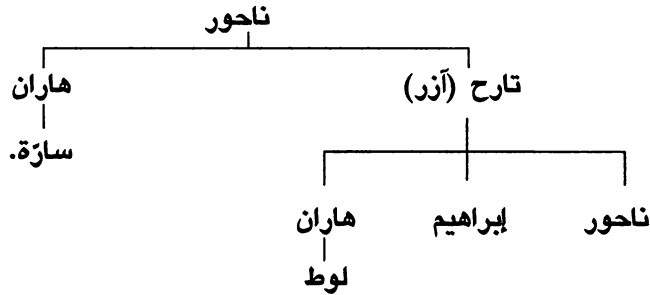 ناحور
تارح (آزر) هاران
سارّة.
ناحور إبراهيم هاران
لوط